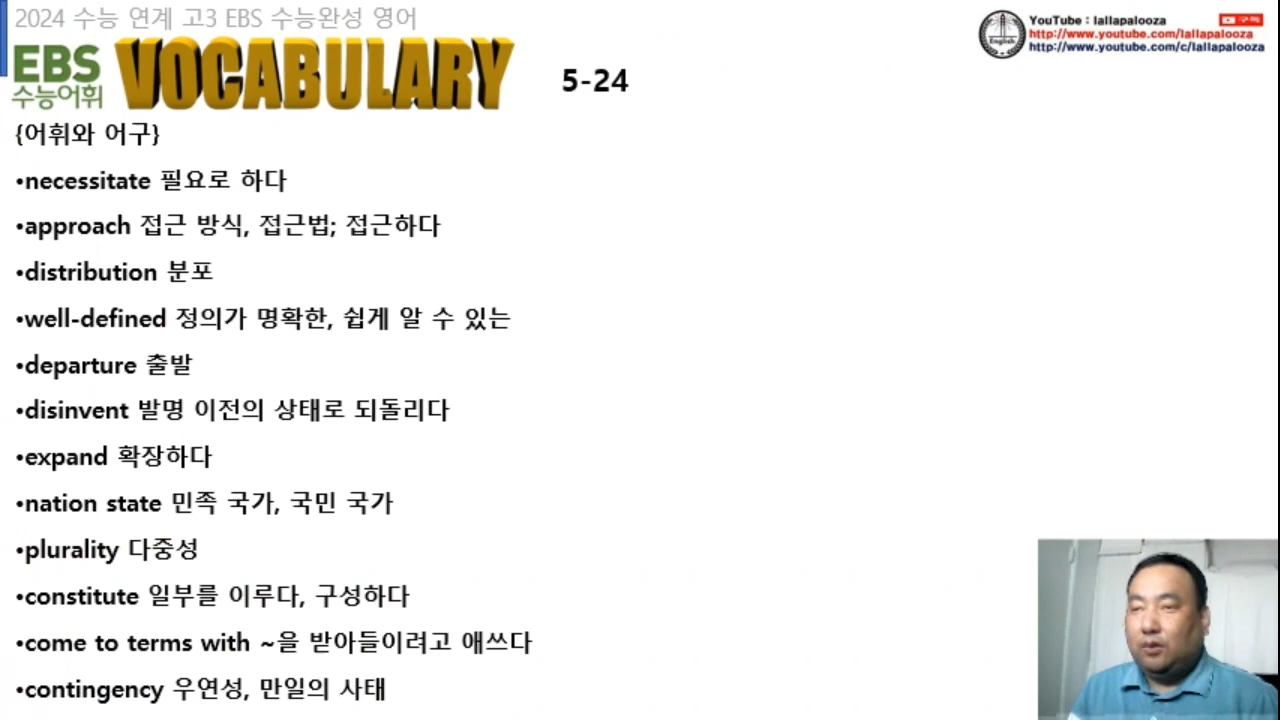 2024 수능 연계 고3 EBS 수능완성 영어
EBS
수능어휘
VOCABULARY
5-24
YouTube : lallapalooza
구독
http://www.youtube.com/lallapalooza
http://www.youtube.com/c/lallapalooza
English
{어휘와 어구}
•necessitate 필요로 하다
•approach 접근 방식, 접근법; 접근하다
•distribution 분포
•well-defined 정의가 명확한, 쉽게 알 수 있는
•departure 출발
•disinvent 발명 이전의 상태로 되돌리다
•expand 확장하다
•nation state 민족 국가, 국민 국가
•plurality 다중성
•constitute 일부를 이루다, 구성하다
•come to terms with ~을 받아들이려고 애쓰다
•contingency 우연성, 만일의 사태